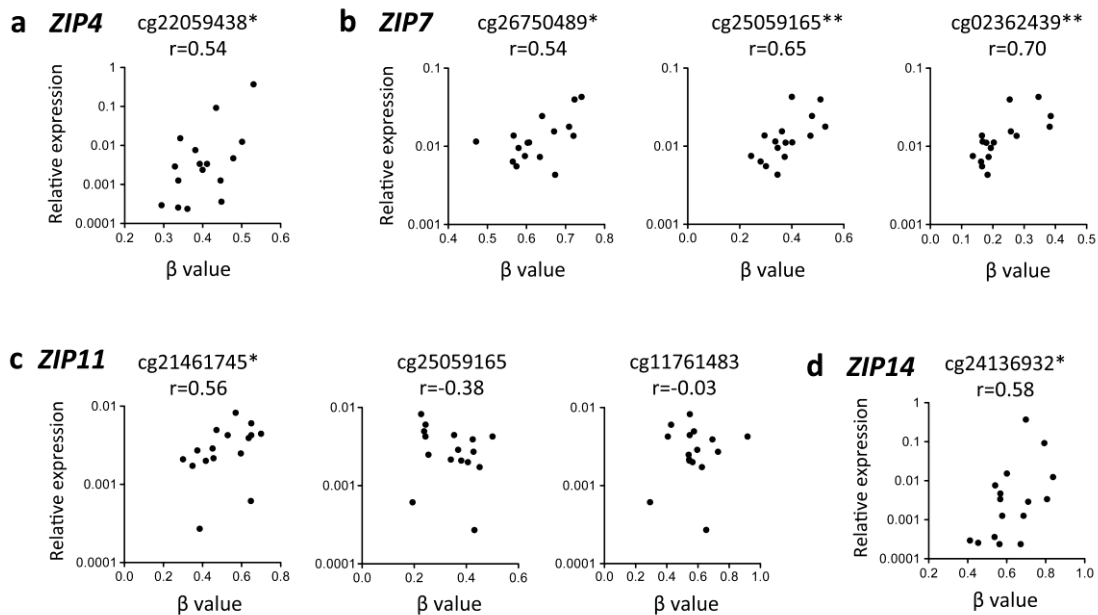 a ZIP4
cg22059438*
r=0.54
Relative expression
1
0.1
0.01
0.001
0.0001
0.2 0.3 0.4 0.5 0.6
β value
b ZIP7
cg26750489*
r=0.54
Relative expression
0.1
0.01
0.001
0.4 0.5 0.6 0.7 0.8
β value
cg25059165**
r=0.65
0.1
0.01
0.001
0.0 0.2 0.4 0.6
β value
cg02362439**
r=0.70
0.1
0.01
0.001
0.0 0.1 0.2 0.3 0.4 0.5
β value
c ZIP11
cg21461745*
r=0.56
Relative expression
0.01
0.001
0.0001
0.0 0.2 0.4 0.6 0.8
β value
cg25059165
r=-0.38
0.01
0.001
0.0001
0.0 0.2 0.4 0.6
β value
cg11761483
r=-0.03
0.01
0.001
0.0001
0.0 0.2 0.4 0.6 0.8 1.0
β value
d ZIP14
cg24136932*
r=0.58
Relative expression
1
0.1
0.01
0.001
0.0001
0.2 0.4 0.6 0.8 1.0
β value